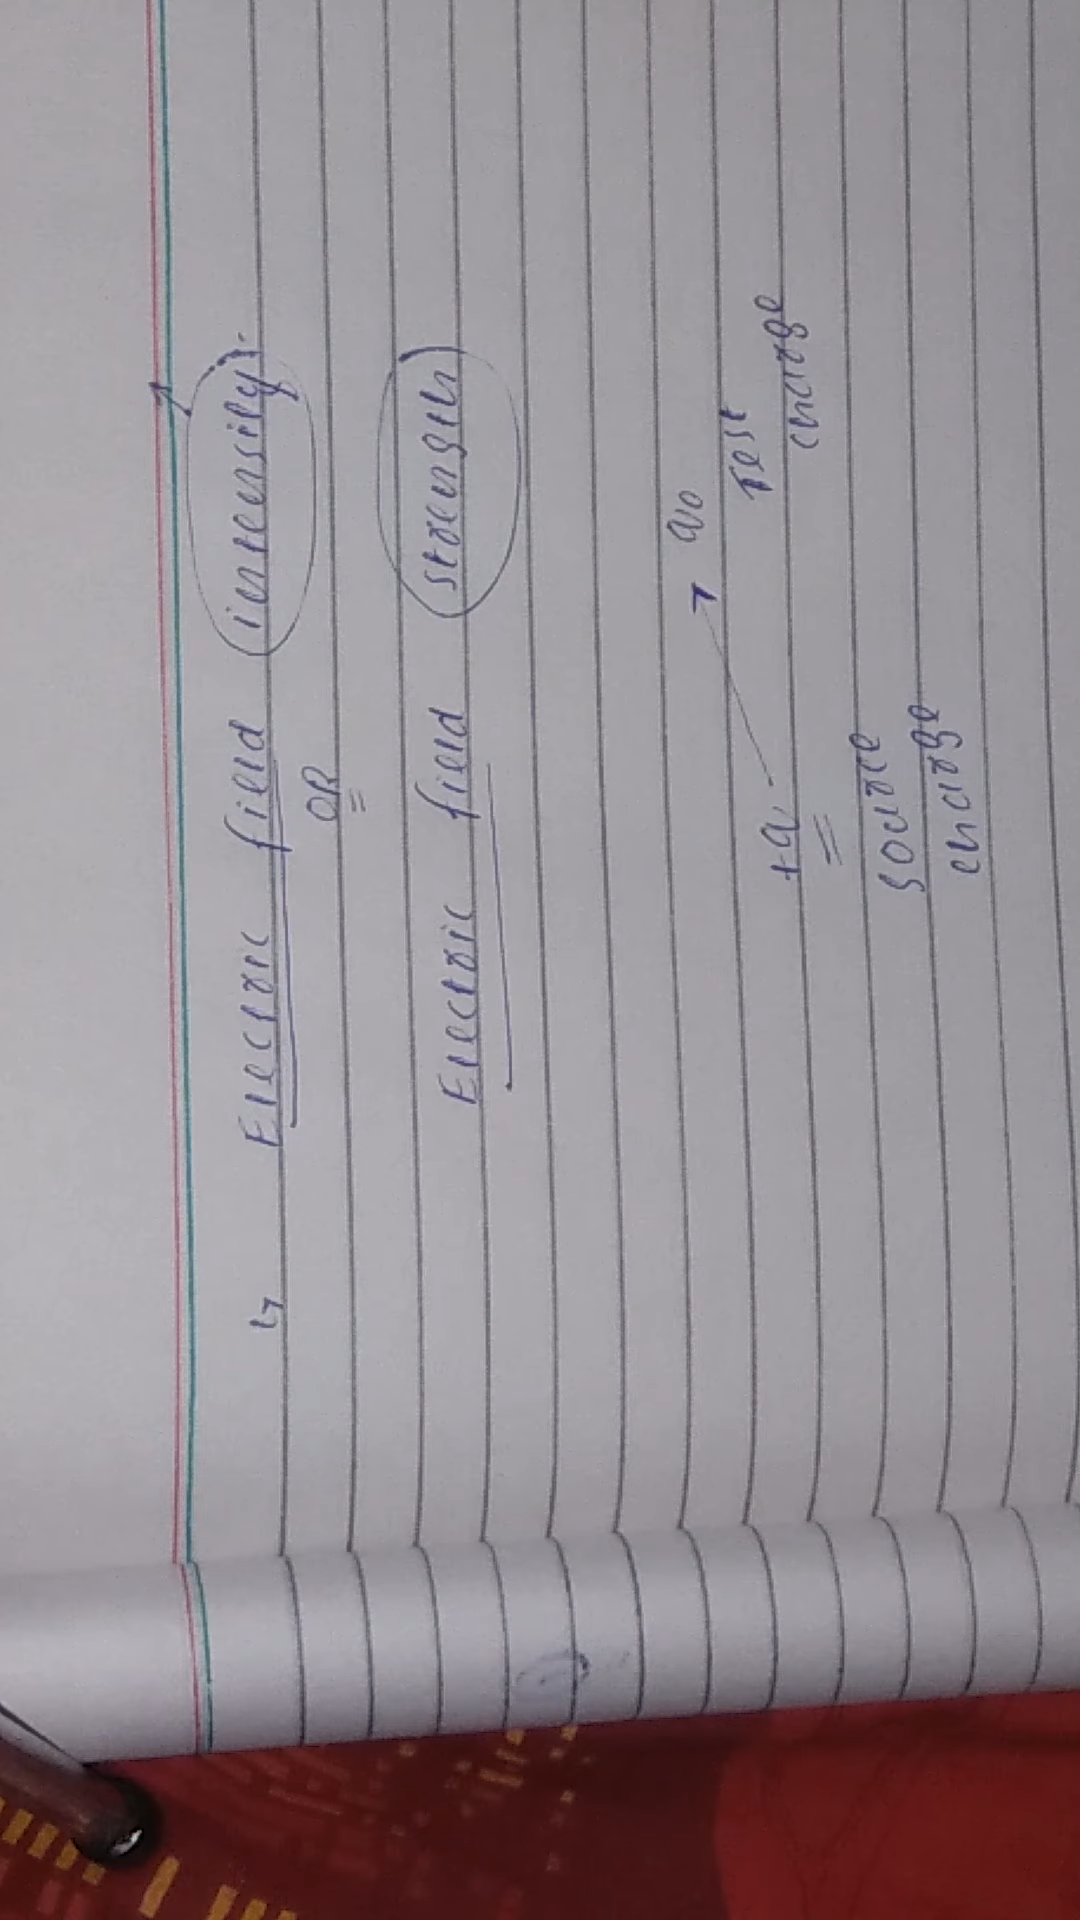 Electric field (intensity):-
OR
Electric field (strength)
q₀
Test
charge
+q
source
charge